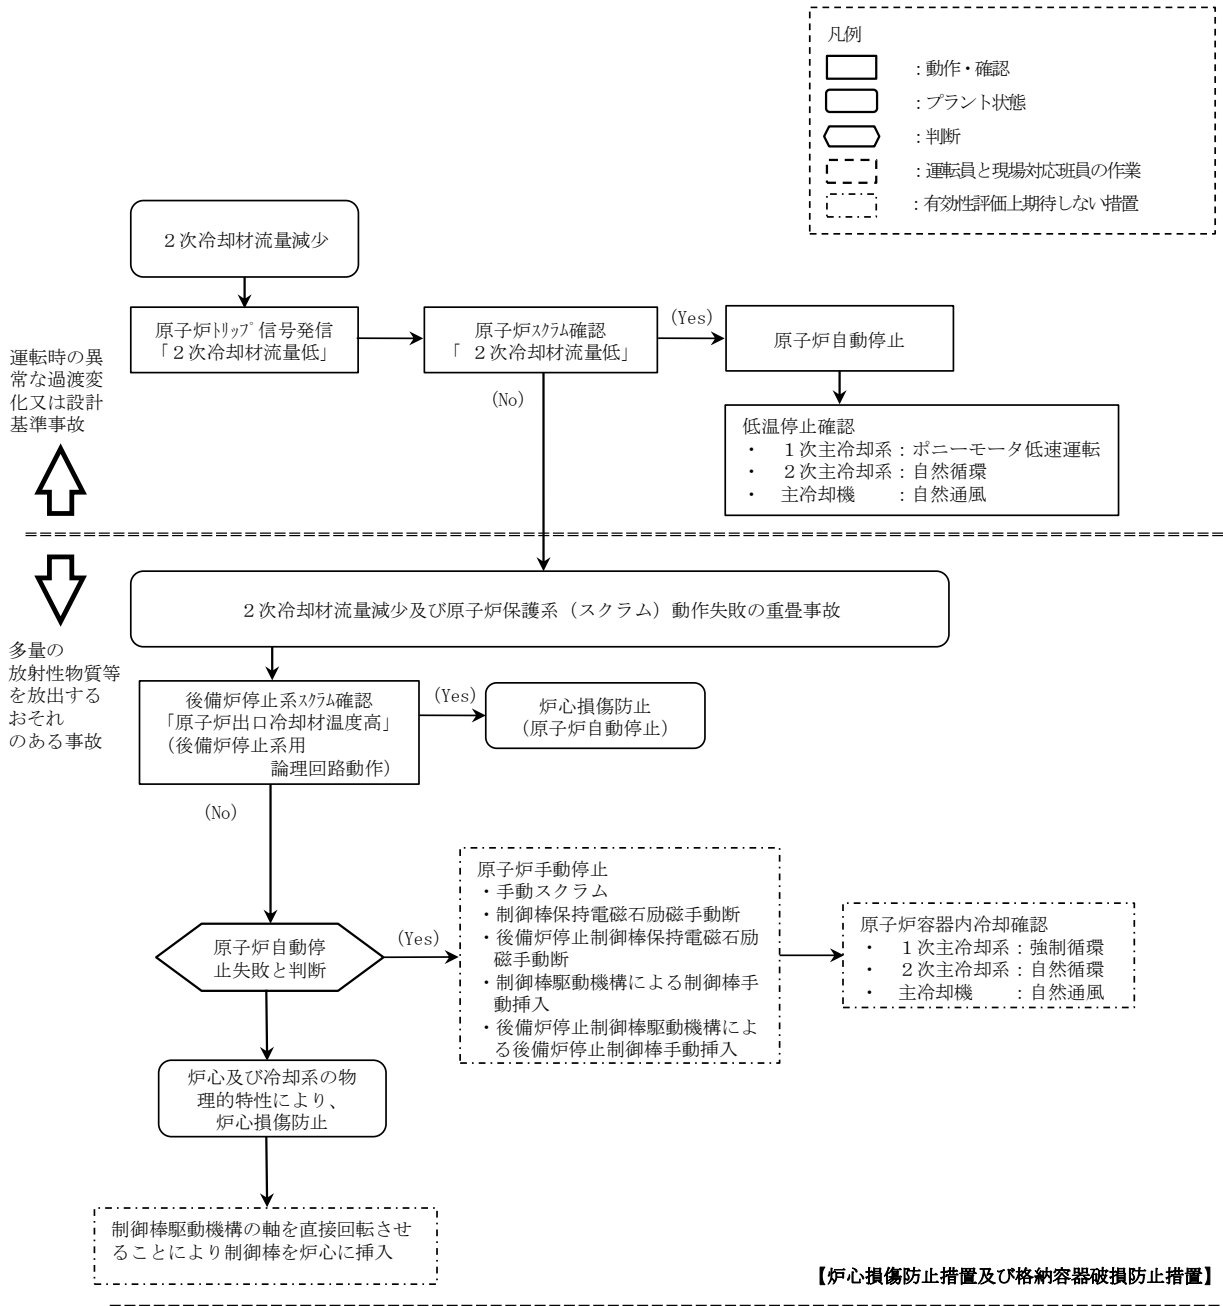 凡例
：動作・確認
：プラント状態
：判断
：運転員と現場対応班員の作業
：有効性評価上期待しない措置
２次冷却材流量減少
原子炉ﾄﾘｯﾌﾟ信号発信
「２次冷却材流量低」
原子炉ｽｸﾗﾑ確認
「 ２次冷却材流量低」
(Yes)
原子炉自動停止
(No)
運転時の異
常な過渡変
化又は設計
基準事故
低温停止確認
・ １次主冷却系：ポニーモータ低速運転
・ ２次主冷却系：自然循環
・ 主冷却機 ：自然通風
２次冷却材流量減少及び原子炉保護系（スクラム）動作失敗の重畳事故
多量の
放射性物質等
を放出する
おそれ
のある事故
後備炉停止系ｽｸﾗﾑ確認
「原子炉出口冷却材温度高」
（後備炉停止系用
論理回路動作）
(Yes)
炉心損傷防止
（原子炉自動停止）
(No)
原子炉自動停
止失敗と判断
(Yes)
原子炉手動停止
・手動スクラム
・制御棒保持電磁石励磁手動断
・後備炉停止制御棒保持電磁石励
磁手動断
・制御棒駆動機構による制御棒手
動挿入
・後備炉停止制御棒駆動機構によ
る後備炉停止制御棒手動挿入
原子炉容器内冷却確認
・ １次主冷却系：強制循環
・ ２次主冷却系：自然循環
・ 主冷却機 ：自然通風
炉心及び冷却系の物
理的特性により、
炉心損傷防止
制御棒駆動機構の軸を直接回転させ
ることにより制御棒を炉心に挿入
【炉心損傷防止措置及び格納容器破損防止措置】